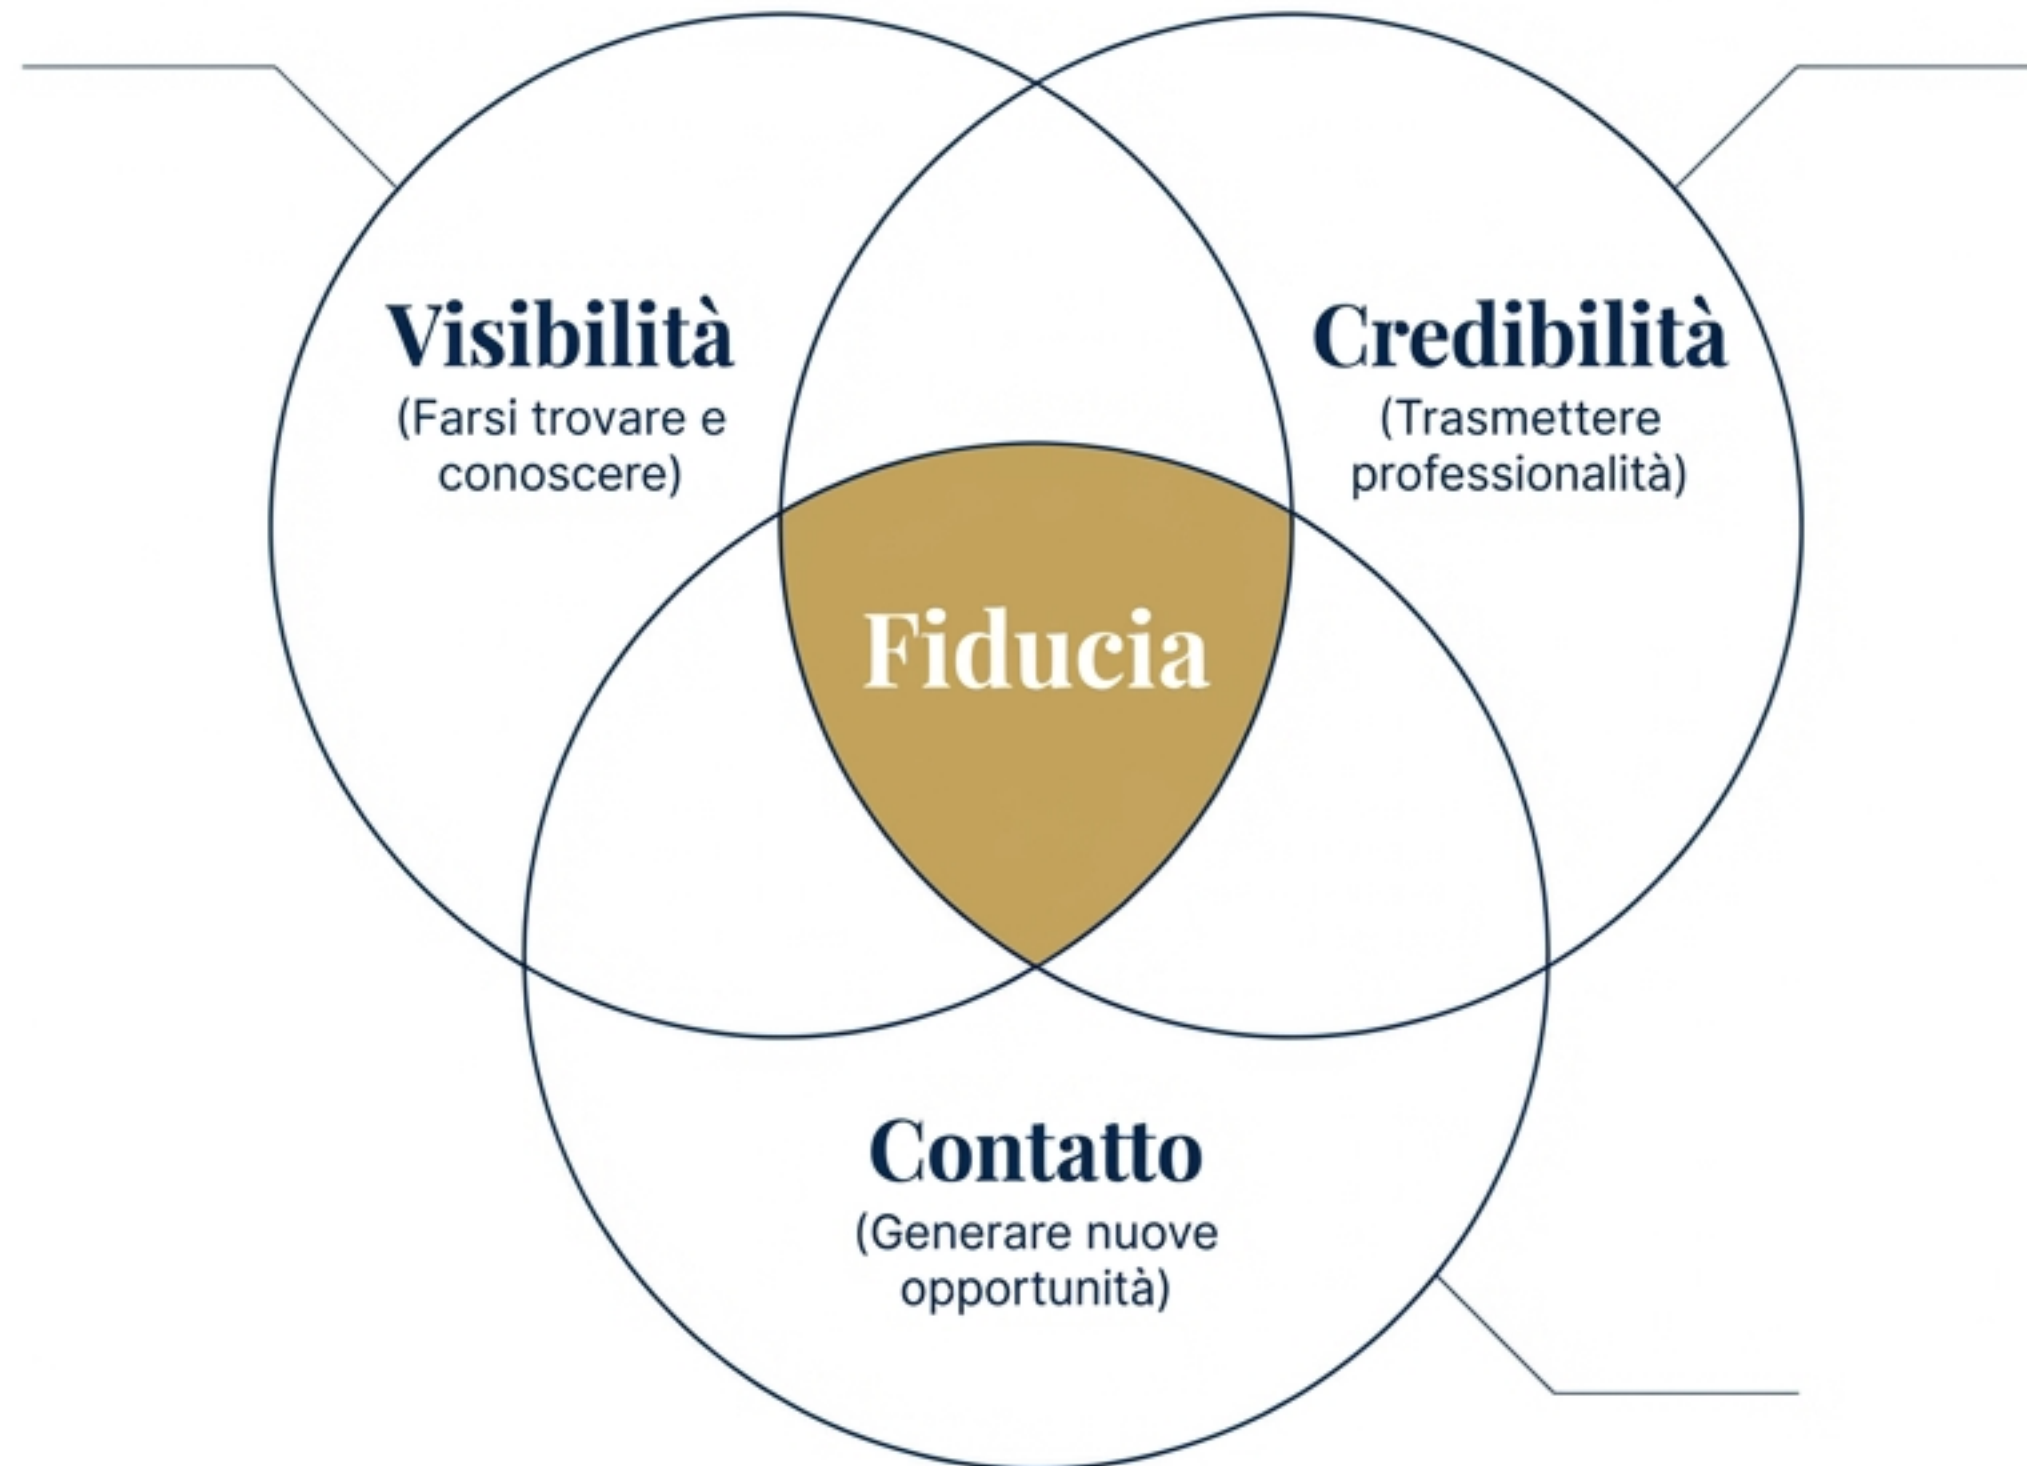 Visibilità
(Farsi trovare e
conoscere)
Credibilità
(Trasmettere
professionalità)
Fiducia
Contatto
(Generare nuove
opportunità)